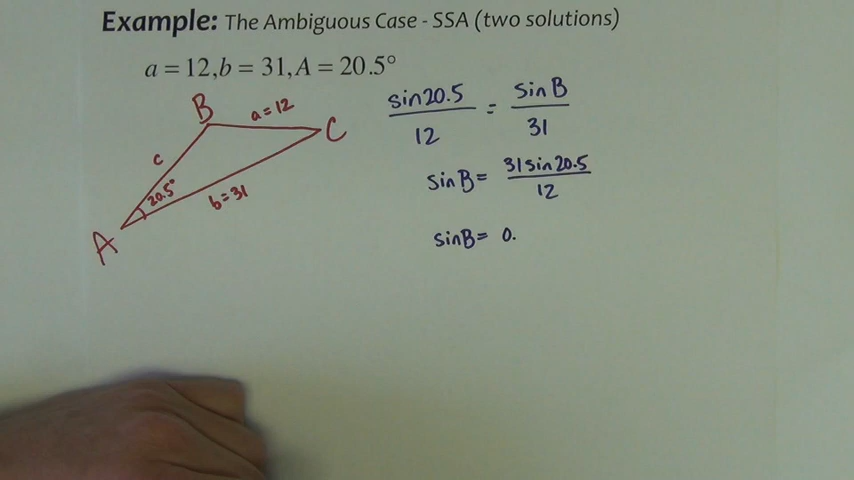 Example: The Ambiguous Case - SSA (two solutions)
a = 12,b = 31,A = 20.5°
B
a = 12
C
c
20.5°
b = 31
A
sin20.5 / 12 = sin B / 31
sin B = 31 sin 20.5 / 12
sin B = 0.